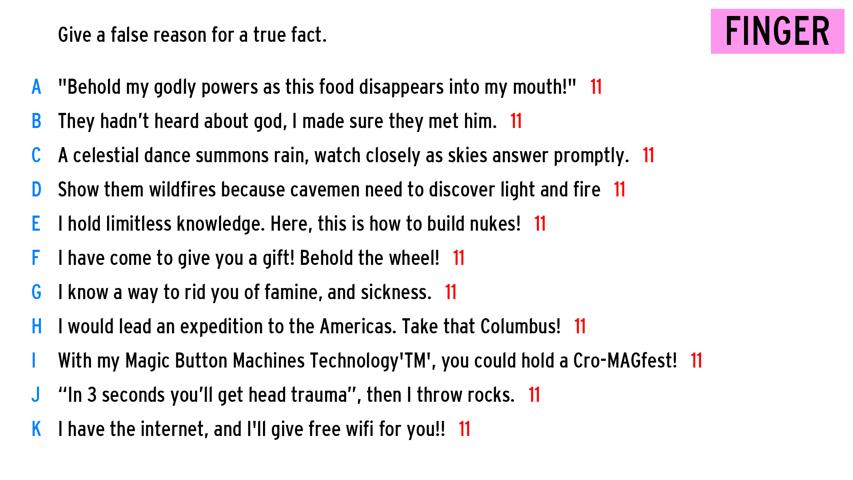 Give a false reason for a true fact.
FINGER
A "Behold my godly powers as this food disappears into my mouth!" 11
B They hadn't heard about god, I made sure they met him. 11
C A celestial dance summons rain, watch closely as skies answer promptly. 11
D Show them wildfires because cavemen need to discover light and fire 11
E I hold limitless knowledge. Here, this is how to build nukes! 11
F I have come to give you a gift! Behold the wheel! 11
G I know a way to rid you of famine, and sickness. 11
H I would lead an expedition to the Americas. Take that Columbus! 11
I With my Magic Button Machines Technology'TM', you could hold a Cro-MAGfest! 11
J “In 3 seconds you’ll get head trauma”, then I throw rocks. 11
K I have the internet, and I'll give free wifi for you!! 11